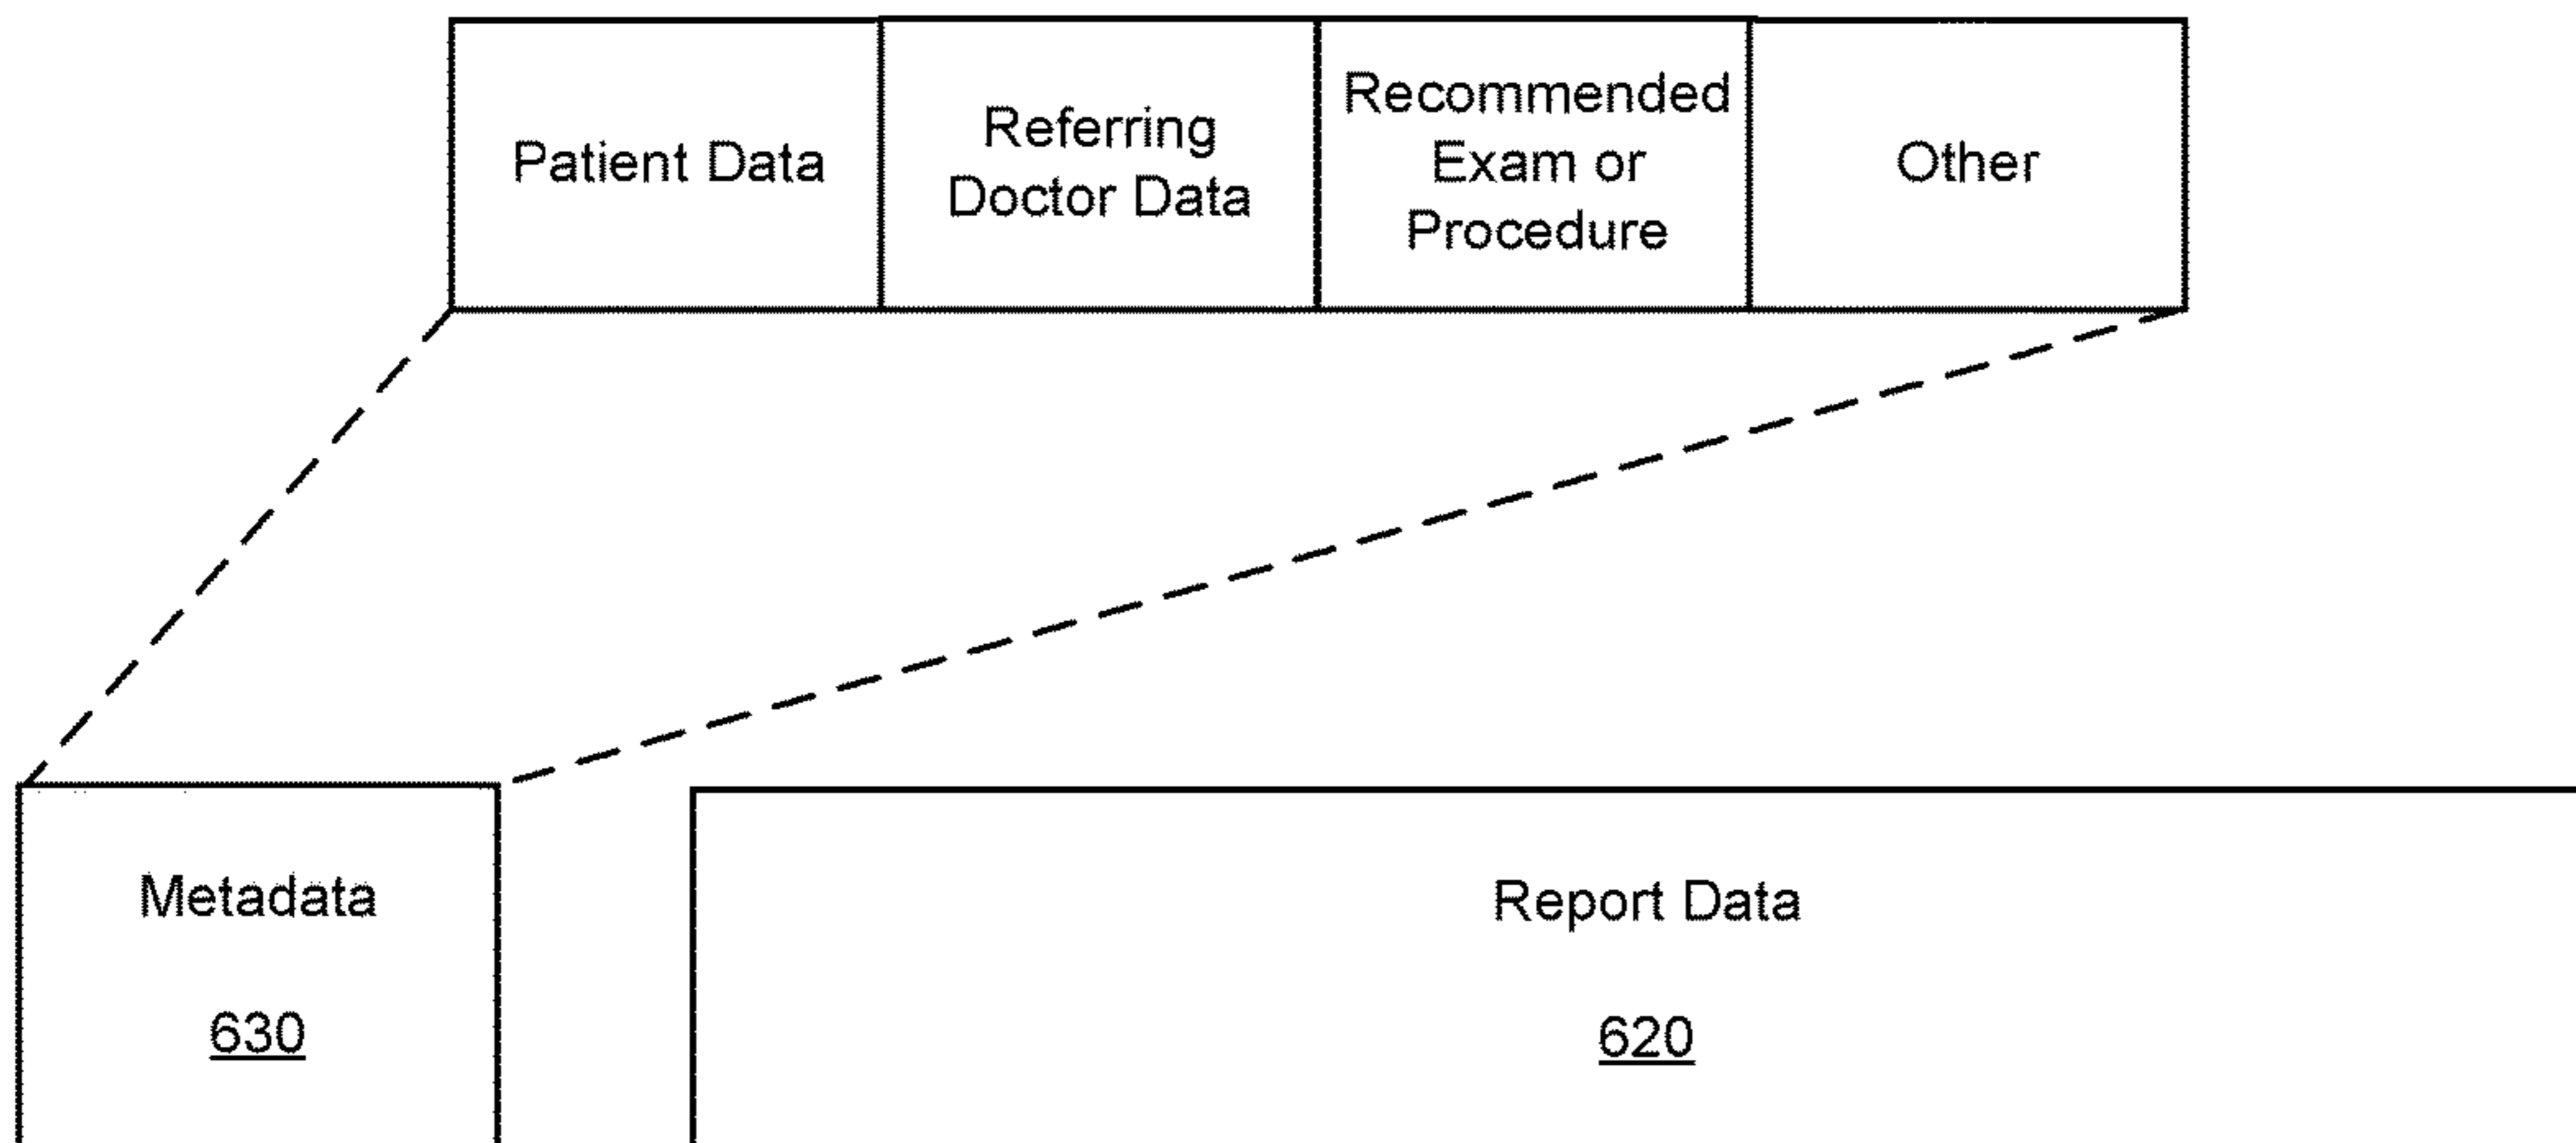 Patient Data
Referring
Doctor Data
Recommended
Exam or
Procedure
Other
Metadata
630
Report Data
620